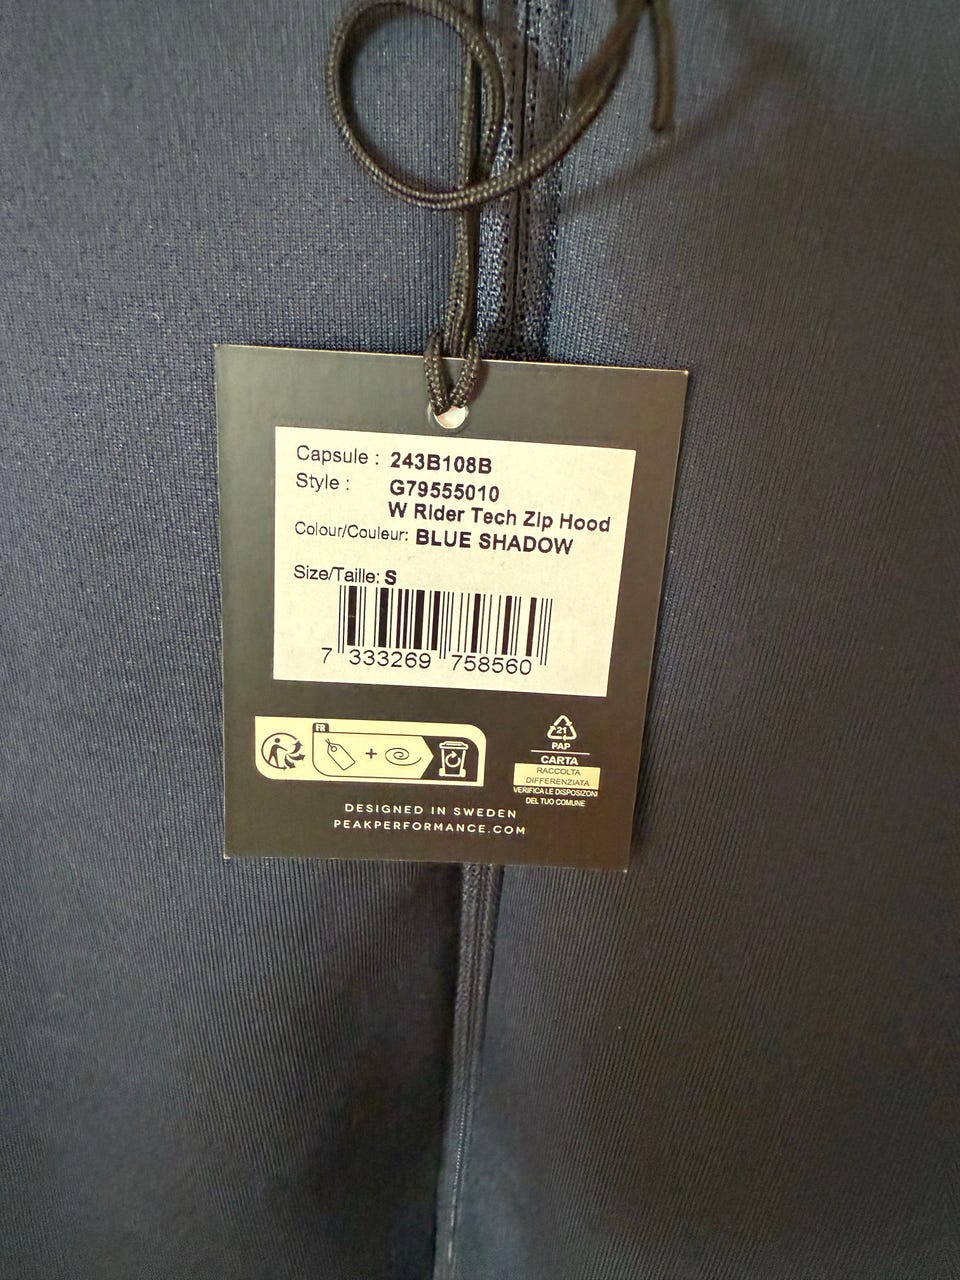 Capsule : 243B108B
Style : G79555010
W Rider Tech Zip Hood
Colour/Couleur: BLUE SHADOW
Size/Taille: S
7 333269 758560
FR
+
21
PAP
CARTA
RACCOLTA
DIFFERENZIATA
VERIFICA LE DISPOSIZONI
DEL TUO COMUNE
DESIGNED IN SWEDEN
PEAKPERFORMANCE.COM